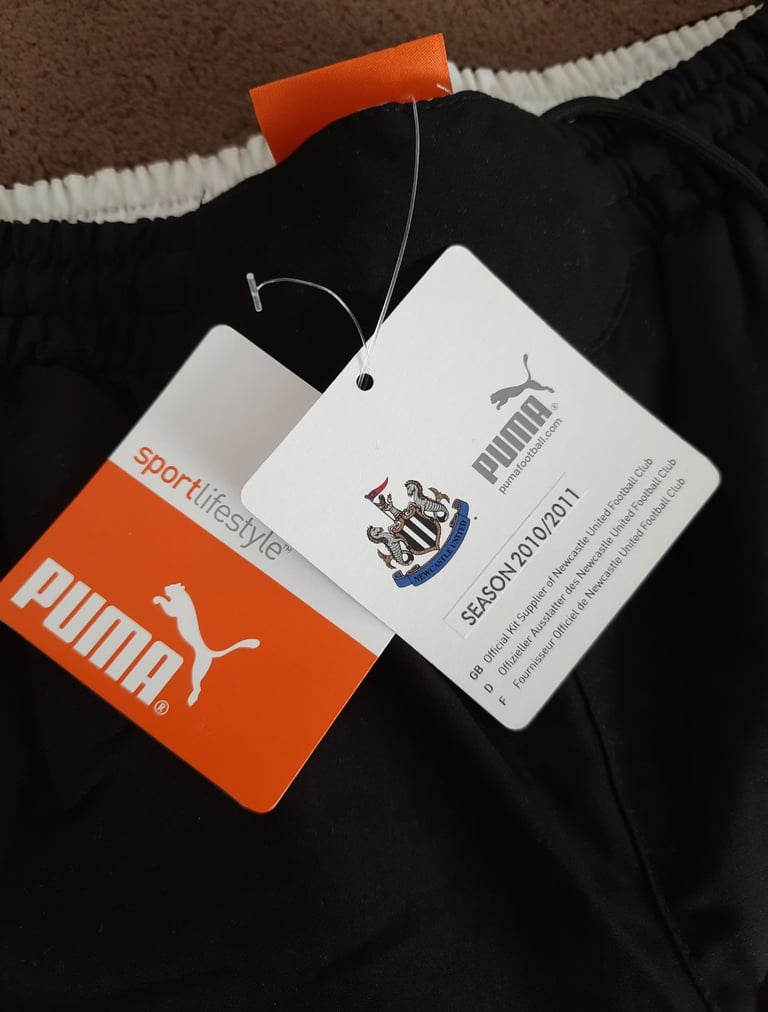 sportlifestyle™
PUMA®
PUMA®
pumafootball.com
NEWCASTLE UNITED
SEASON 2010/2011
GB Official Kit Supplier of Newcastle United Football Club
D Offizieller Ausstatter des Newcastle United Football Club
F Fournisseur Officiel de Newcastle United Football Club